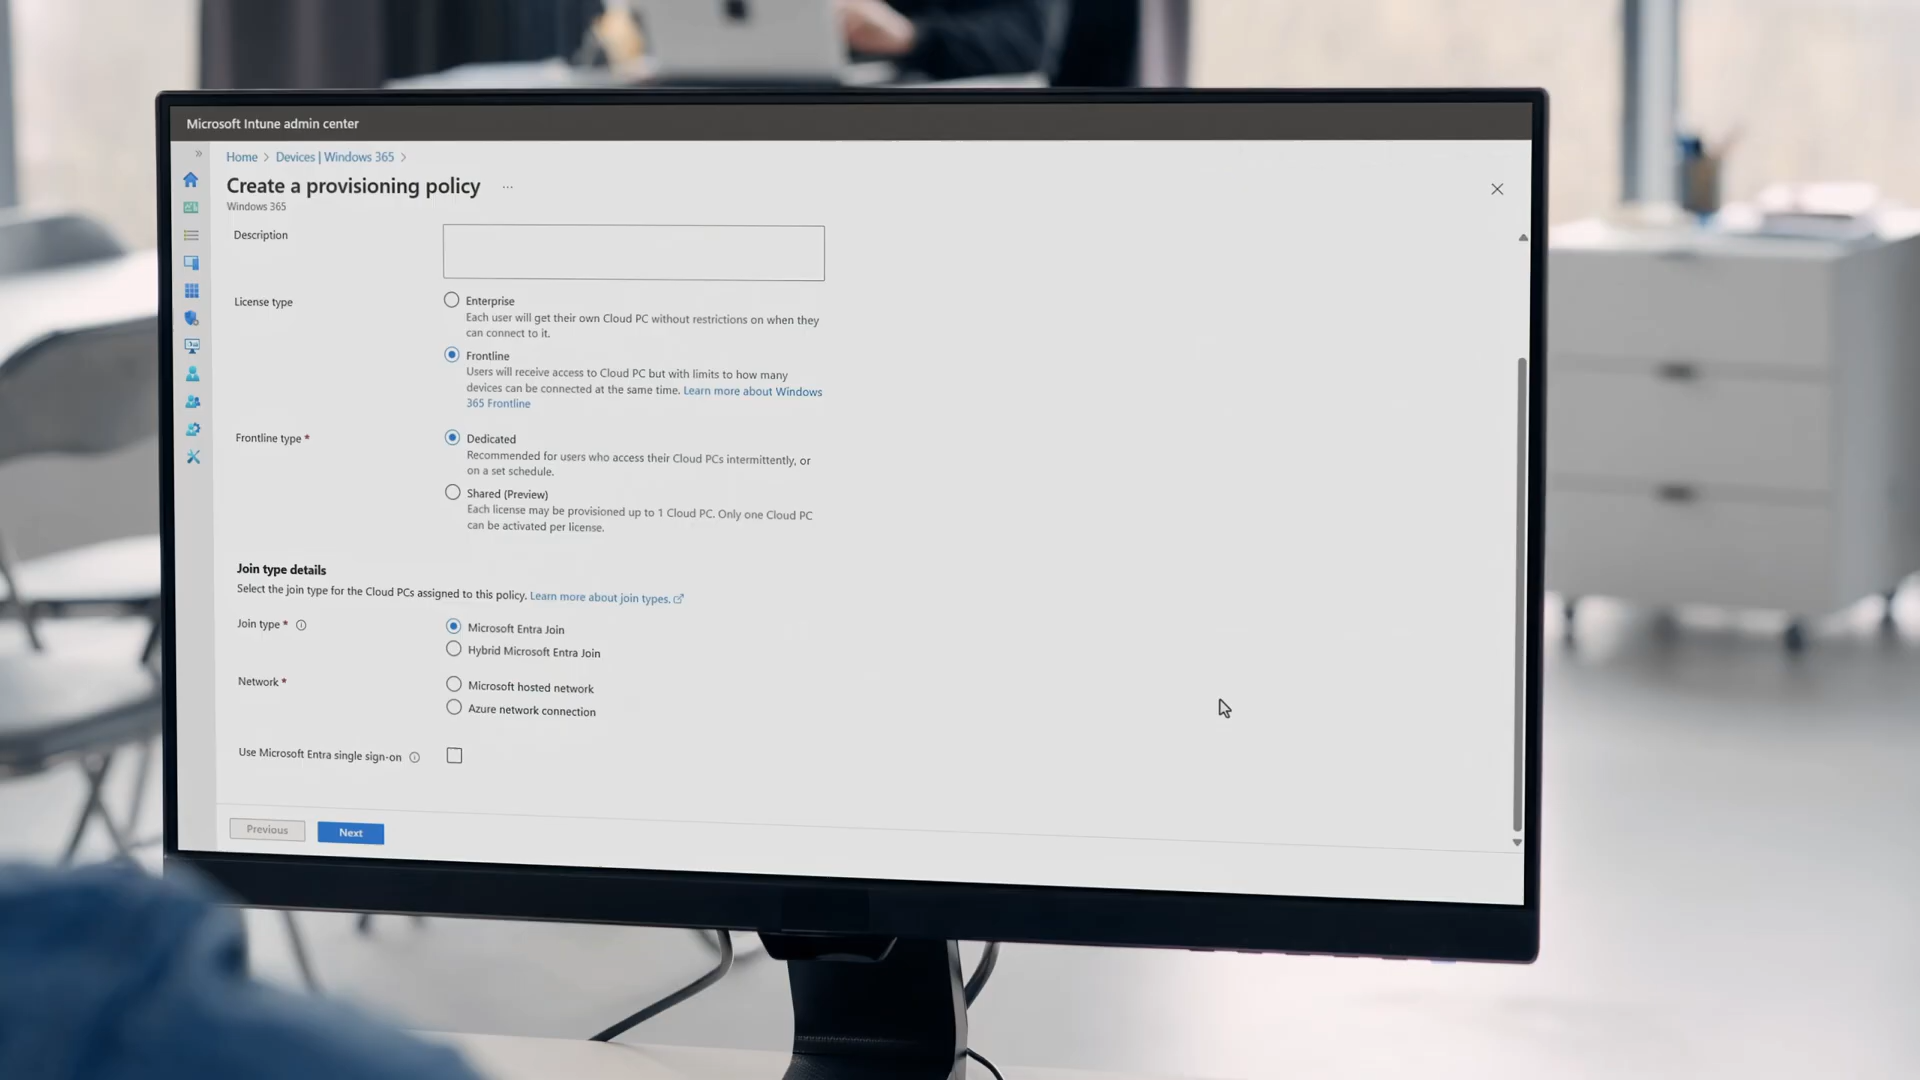 Microsoft Intune admin center
Home > Devices | Windows 365 >
Create a provisioning policy ...
Windows 365
Description
License type
Enterprise
Each user will get their own Cloud PC without restrictions on when they
can connect to it.
Frontline
Users will receive access to Cloud PC but with limits to how many
devices can be connected at the same time. Learn more about Windows
365 Frontline
Frontline type *
Dedicated
Recommended for users who access their Cloud PCs intermittently, or
on a set schedule.
Shared (Preview)
Each license may be provisioned up to 1 Cloud PC. Only one Cloud PC
can be activated per license.
Join type details
Select the join type for the Cloud PCs assigned to this policy. Learn more about join types.
Join type *
Microsoft Entra Join
Hybrid Microsoft Entra Join
Network *
Microsoft hosted network
Azure network connection
Use Microsoft Entra single sign-on
Previous
Next